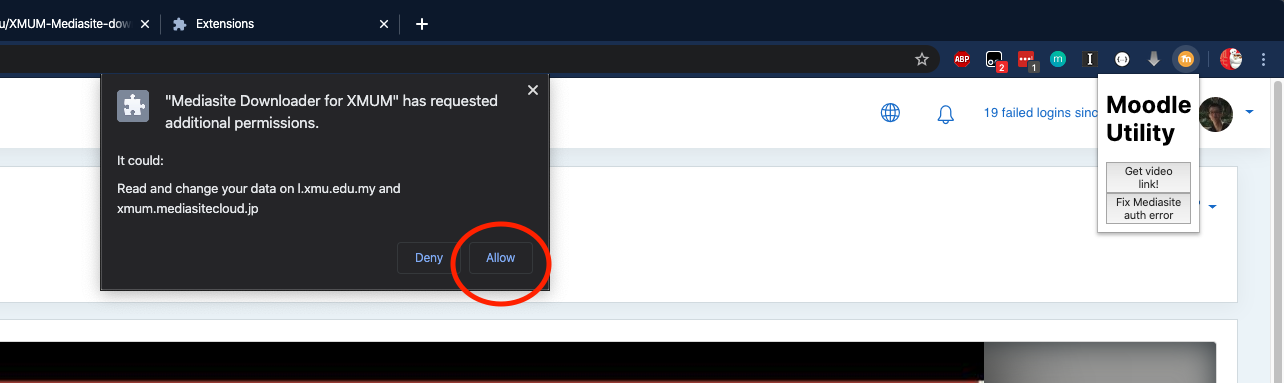 u/XMUM-Mediasite-dow
Extensions
ABP
2
1
m
I
"Mediasite Downloader for XMUM" has requested
additional permissions.
It could:
Read and change your data on l.xmu.edu.my and
xmum.mediasitecloud.jp
Deny
Allow
19 failed logins sinc
Moodle
Utility
Get video
link!
Fix Mediasite
auth error